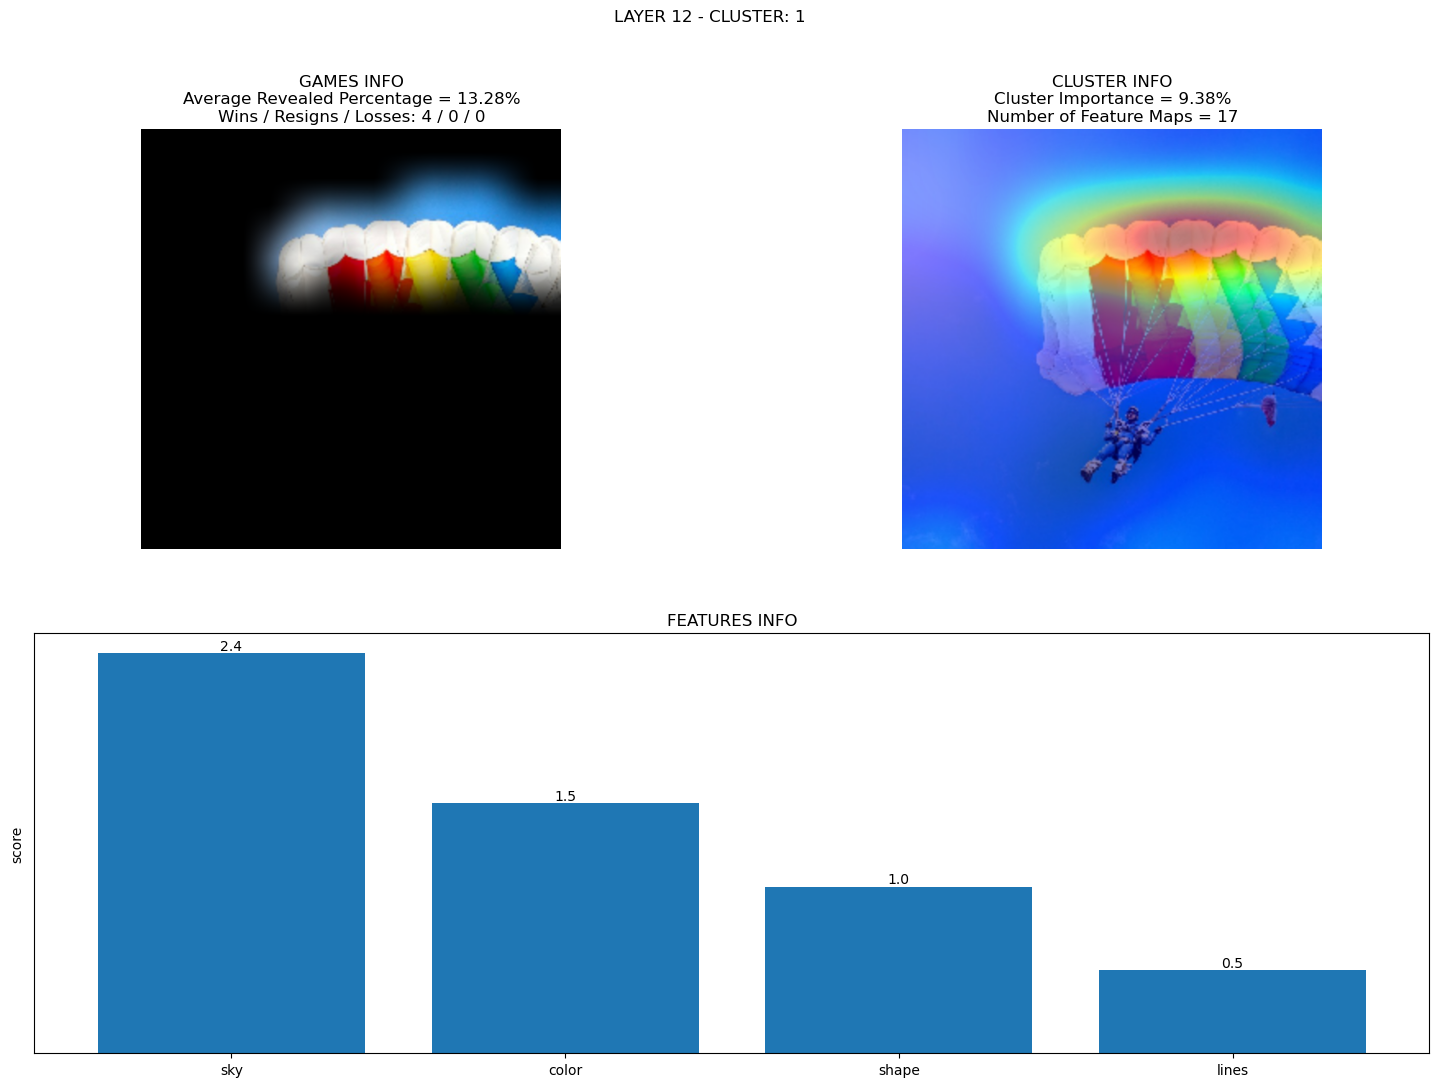 LAYER 12 - CLUSTER: 1
GAMES INFO
Average Revealed Percentage = 13.28%
Wins / Resigns / Losses: 4 / 0 / 0
CLUSTER INFO
Cluster Importance = 9.38%
Number of Feature Maps = 17
FEATURES INFO
score
2.4
1.5
1.0
0.5
sky
color
shape
lines